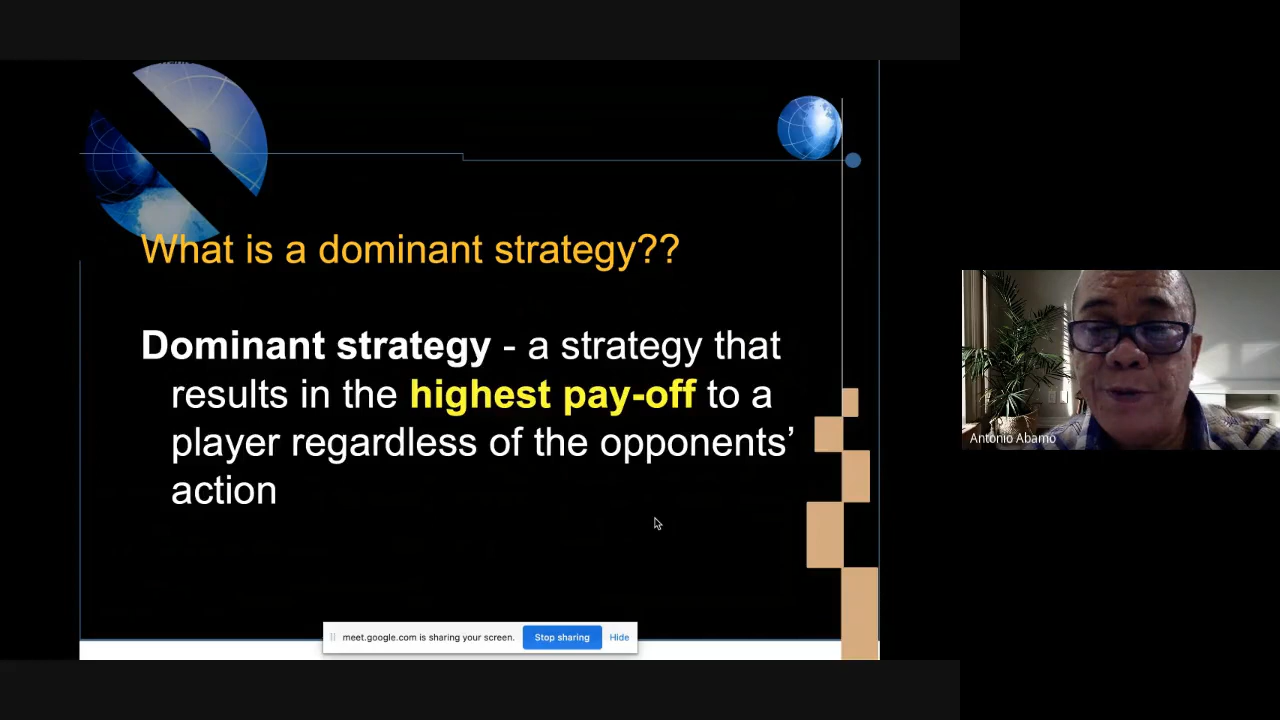 What is a dominant strategy??
Dominant strategy - a strategy that
results in the highest pay-off to a
player regardless of the opponents’
action
Antonio Abamo
meet.google.com is sharing your screen. Stop sharing Hide